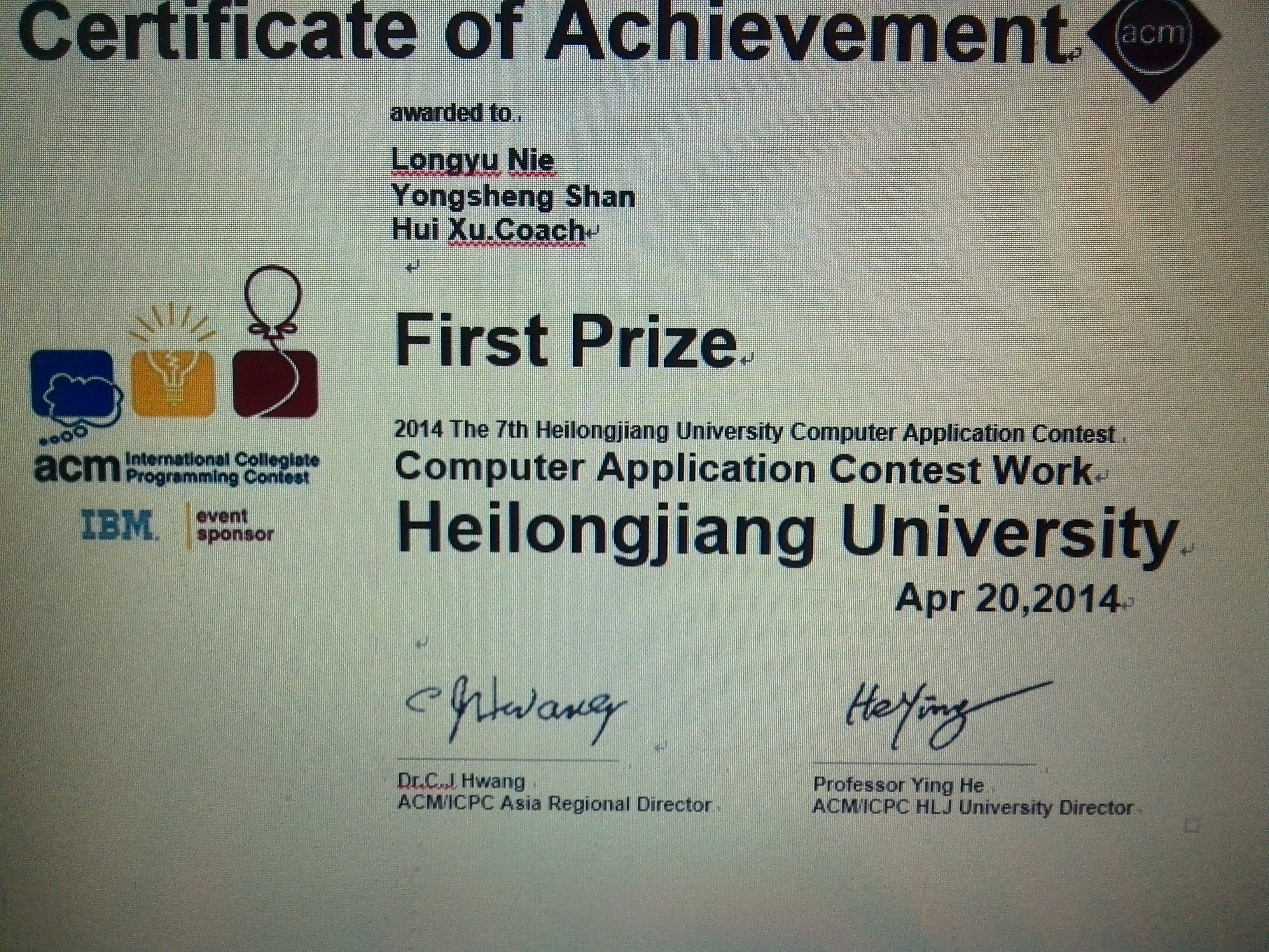 Certificate of Achievement
acm
awarded to
Longyu Nie
Yongsheng Shan
Hui Xu.Coach
First Prize
2014 The 7th Heilongjiang University Computer Application Contest
Computer Application Contest Work
Heilongjiang University
Apr 20,2014
acm International Collegiate
Programming Contest
IBM. event
sponsor
C J Hwang
HeYing
Dr.C.J Hwang
ACM/ICPC Asia Regional Director
Professor Ying He
ACM/ICPC HLJ University Director